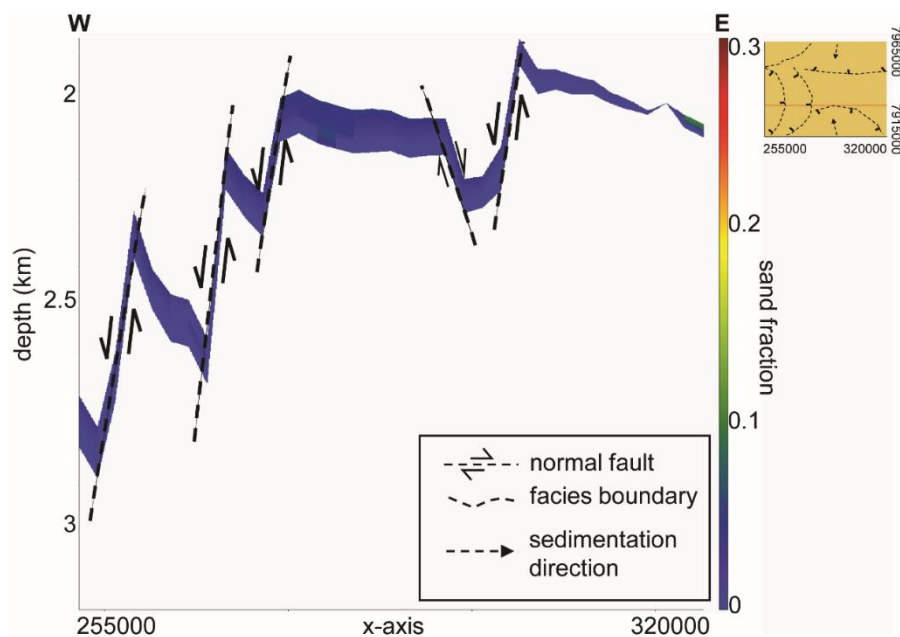 W
E
0.3
0.2
0.1
0
sand fraction
7965000
7915000
255000
320000
2
2.5
3
depth (km)
normal fault
facies boundary
sedimentation
direction
255000
x-axis
320000